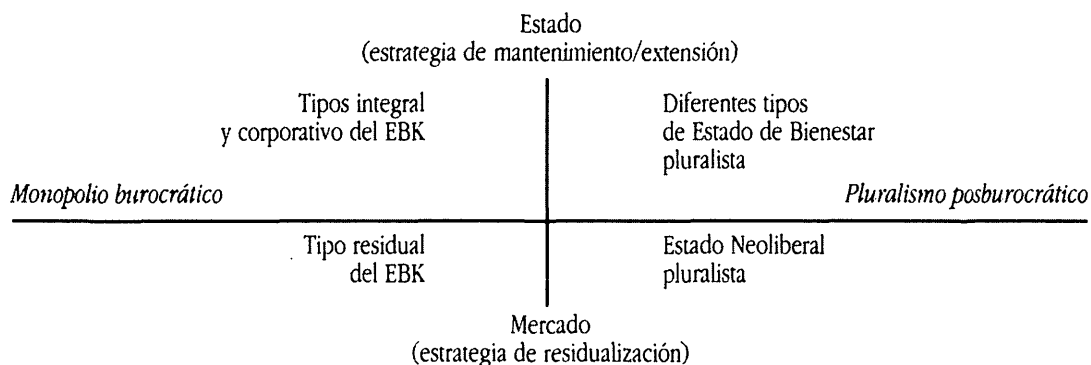 Estado
(estrategia de mantenimiento/extensión)
Tipos integral
y corporativo del EBK
Diferentes tipos
de Estado de Bienestar
pluralista
Monopolio burocrático
Pluralismo posburocrático
Tipo residual
del EBK
Estado Neoliberal
pluralista
Mercado
(estrategia de residualización)